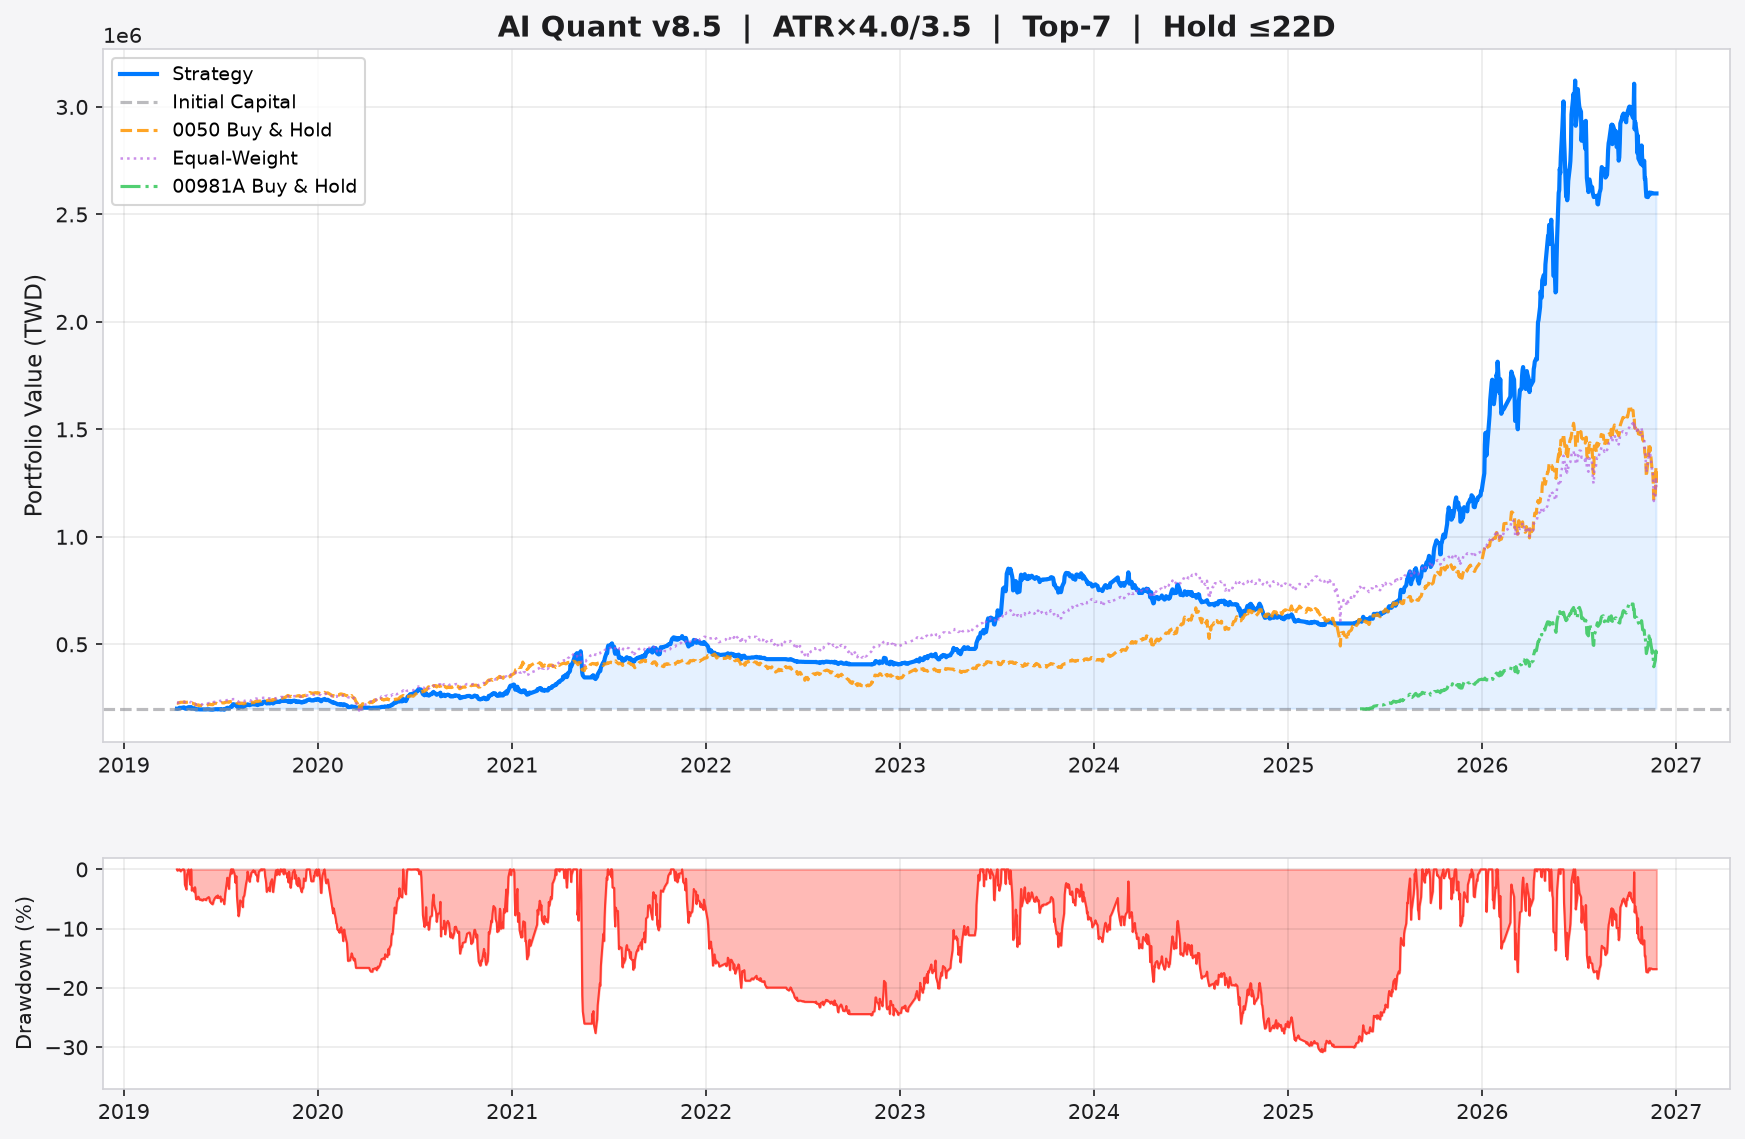 AI Quant v8.5 | ATR×4.0/3.5 | Top-7 | Hold ≤22D
1e6
Strategy
Initial Capital
0050 Buy & Hold
Equal-Weight
00981A Buy & Hold
Portfolio Value (TWD)
3.0
2.5
2.0
1.5
1.0
0.5
2019 2020 2021 2022 2023 2024 2025 2026 2027
Drawdown (%)
0
−10
−20
−30
2019 2020 2021 2022 2023 2024 2025 2026 2027